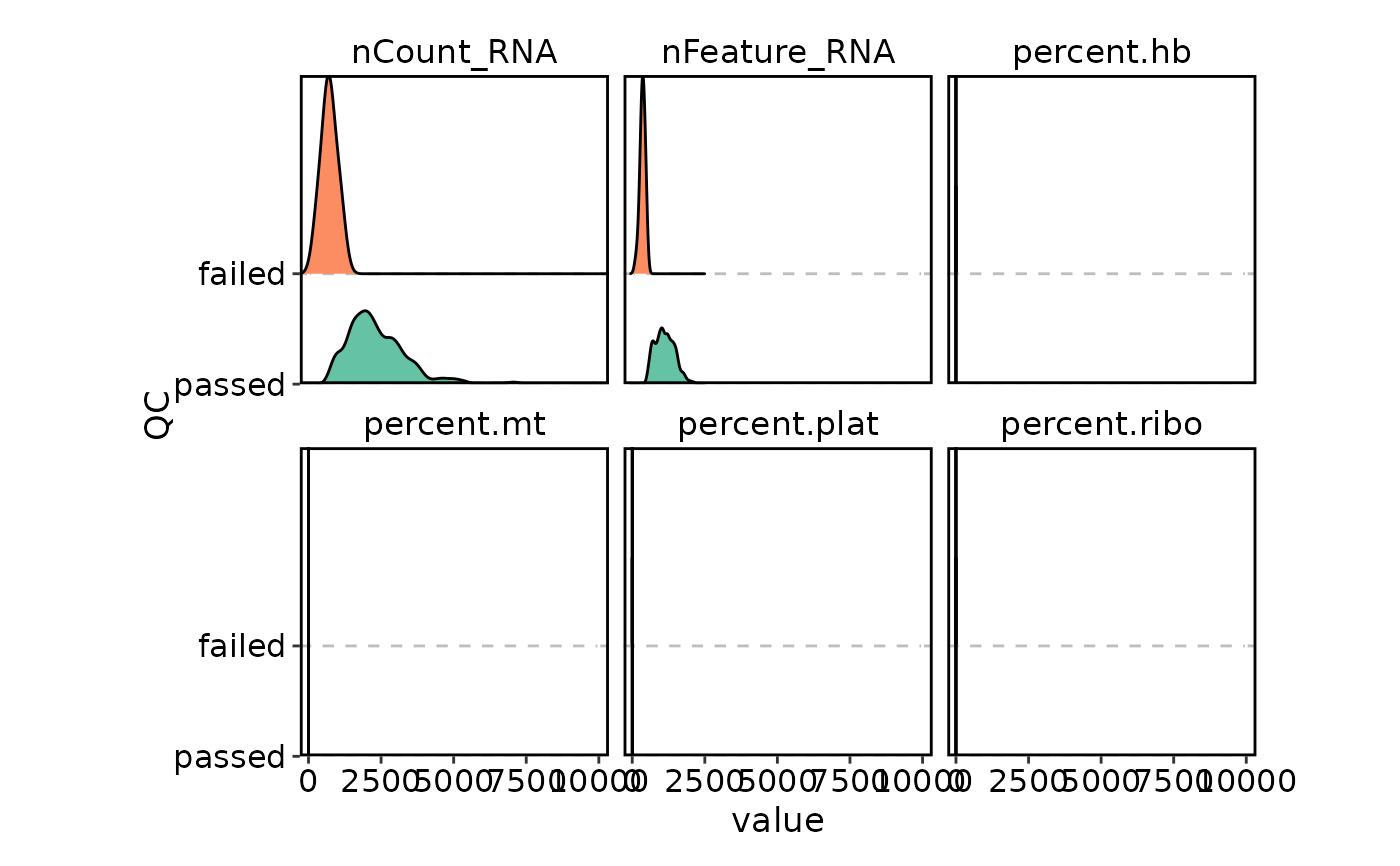 nCount_RNA nFeature_RNA percent.hb
failed
passed
QC
percent.mt percent.plat percent.ribo
failed
passed
0 2500 5000 7500 10000 0 2500 5000 7500 10000 0 2500 5000 7500 10000
value